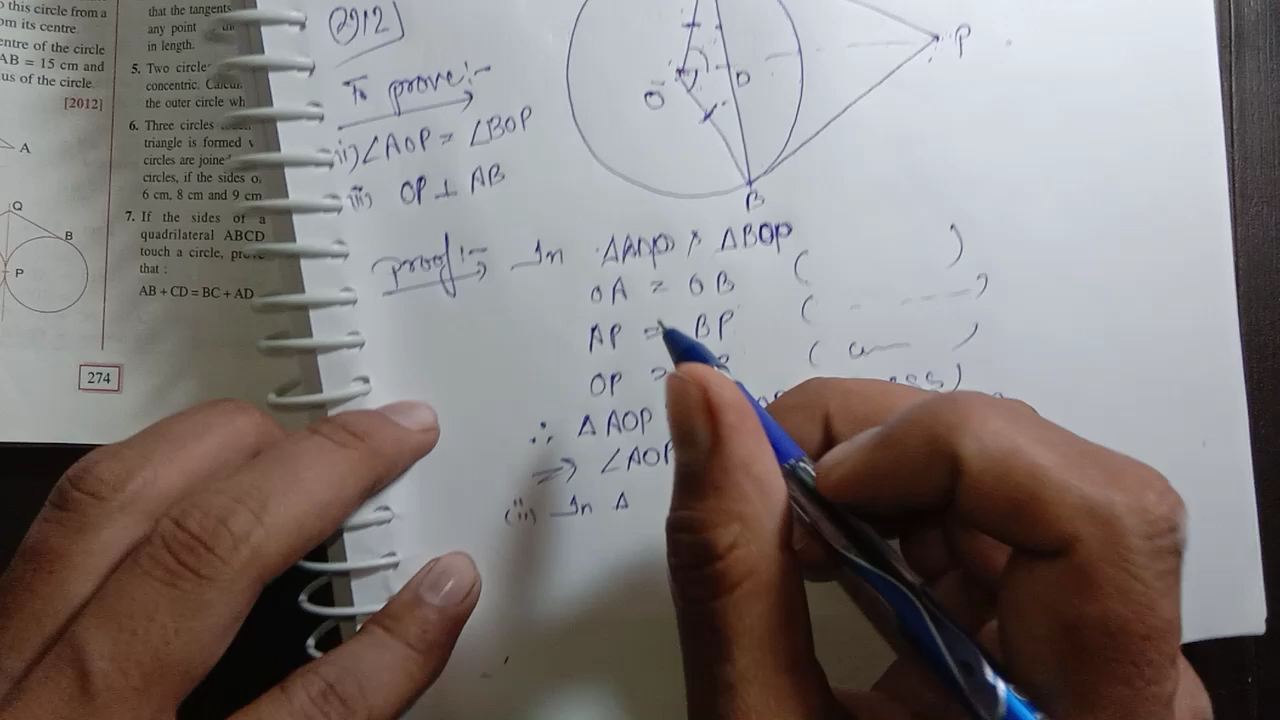 this circle from a
om its centre.
entre of the circle
AB = 15 cm and
us of the circle.
[2012]
A
Q
B
P
that the tangents
any point
in length.
5. Two circle
concentric.
the outer circle wh
6. Three circles
triangle is formed
circles are joine
circles, if the sides o
6 cm, 8 cm and 9 cm
7. If the sides of a
quadrilateral ABCD
touch a circle, prove
that :
AB + CD = BC + AD
274
2012
To prove:-
ii) ∠AOP = ∠BOP
iii) OP ⊥ AB
O
D
P
B
Proof:- In ΔAOP, ΔBOP
OA = OB
AP = BP
OP =
∴ ΔAOP
⇒ ∠AOP
(ii) In Δ